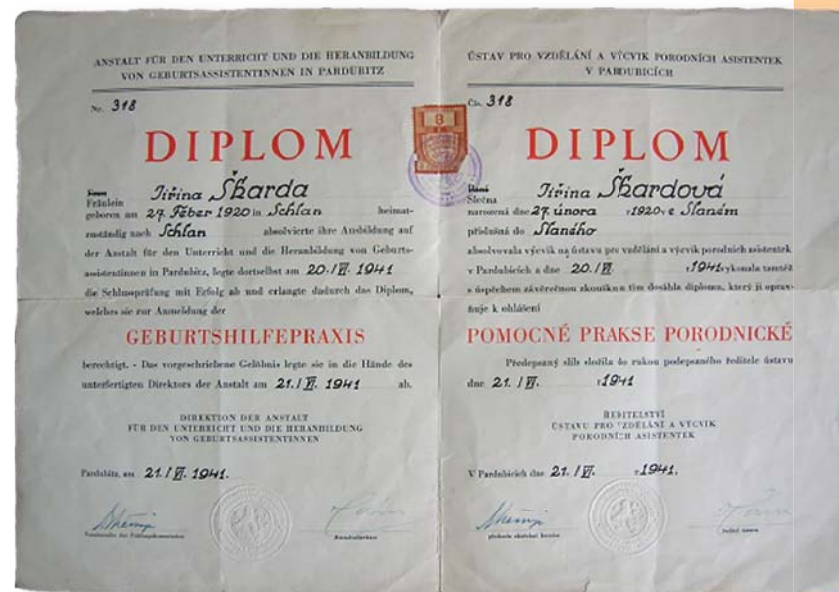 ANSTALT FÜR DEN UNTERRICHT UND DIE HERANBILDUNG
VON GEBURTSASSISTENTINNEN IN PARDUBITZ
Nr. 318
DIPLOM
Fräulein Jiřina Škarda
geboren am 27. Feber 1920 in Schlan heimat-
zuständig nach Schlan absolvierte ihre Ausbildung auf
der Anstalt für den Unterricht und die Heranbildung von Geburts-
assistentinnen in Pardubitz, legte dortselbst am 20./VI. 1941
die Schlussprüfung mit Erfolg ab und erlangte dadurch das Diplom,
welches sie zur Anmeldung der
GEBURTSHILFEPRAXIS
berechtigt. - Das vorgeschriebene Gelöbnis legte sie in die Hände des
unterfertigten Direktors der Anstalt am 21./VI. 1941 ab.
DIREKTION DER ANSTALT
FÜR DEN UNTERRICHT UND DIE HERANBILDUNG
VON GEBURTSASSISTENTINNEN
Pardubitz, am 21./VI. 1941.
8
ÚSTAV PRO VZDĚLÁNÍ A VÝCVIK PORODNÍCH ASISTENTEK
V PARDUBICÍCH
Čís. 318
DIPLOM
Paní
Slečna Jiřina Škardová
narozená dne 27. února r 1920 v e Slaném
příslušná do Slaného
absolvovala výcvik na ústavu pro vzdělání a výcvik porodních asistentek
v Pardubicích a dne 20./VI. r 1941 vykonala tamtéž
s úspěchem závěrečnou zkoušku a tím dosáhla diplomu, který ji oprav-
ňuje k ohlášení
POMOCNÉ PRAKSE PORODNICKÉ
Předepsaný slib složila do rukou podepsaného ředitele ústavu
dne 21./VI. r 1941
ŘEDITELSTVÍ
ÚSTAVU PRO VZDĚLÁNÍ A VÝCVIK
PORODNÍCH ASISTENTEK
V Pardubicích dne 21./VI. r 1941.